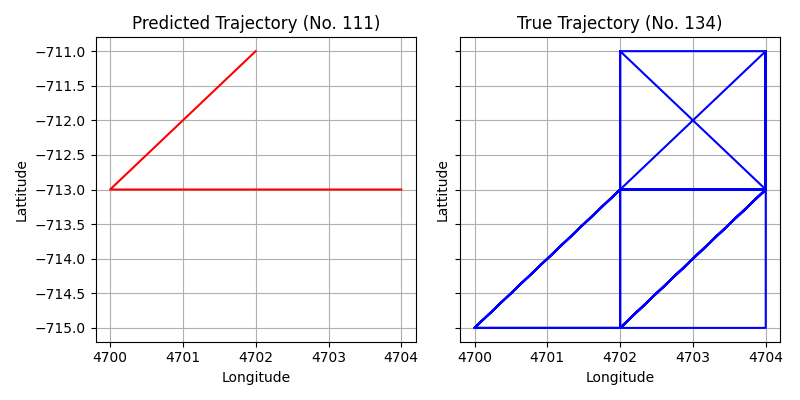 Predicted Trajectory (No. 111)
True Trajectory (No. 134)
−711.0
−711.5
−712.0
−712.5
−713.0
−713.5
−714.0
−714.5
−715.0
Lattitude
Lattitude
4700 4701 4702 4703 4704
4700 4701 4702 4703 4704
Longitude
Longitude